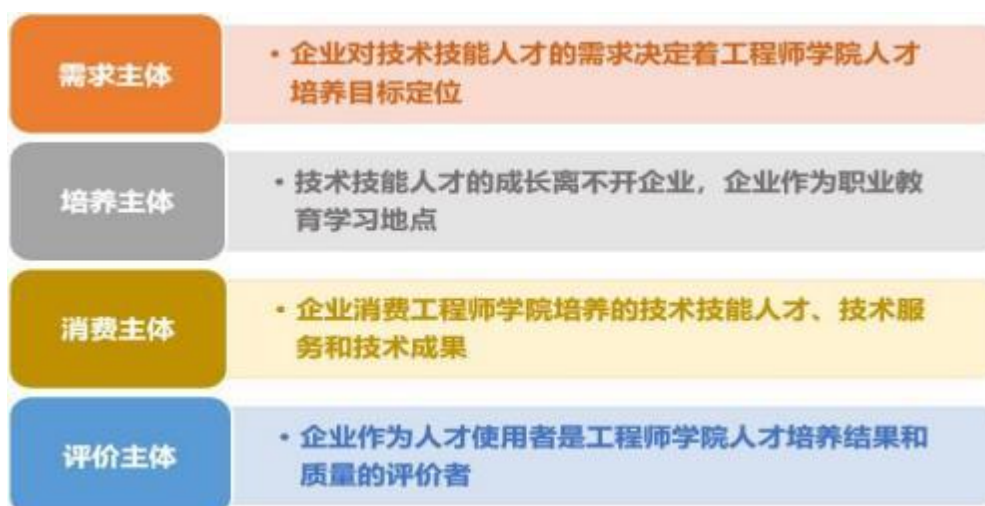 需求主体
• 企业对技术技能人才的需求决定着工程师学院人才
培养目标定位
培养主体
• 技术技能人才的成长离不开企业，企业作为职业教
育学习地点
消费主体
• 企业消费工程师学院培养的技术技能人才、技术服
务和技术成果
评价主体
• 企业作为人才使用者是工程师学院人才培养结果和
质量的评价者